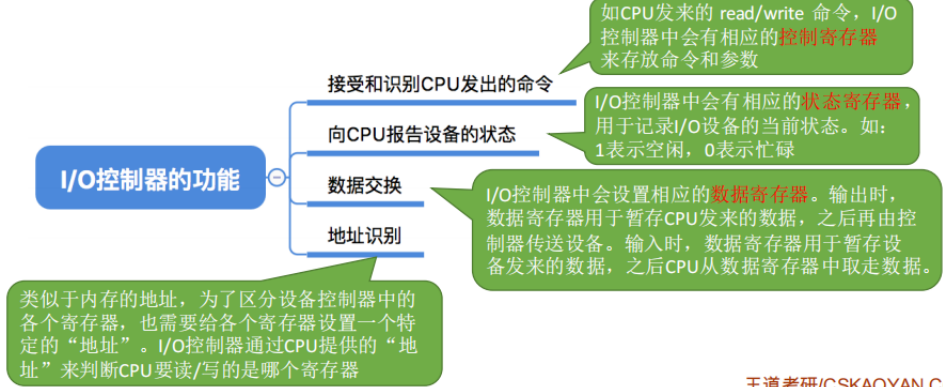 如CPU发来的 read/write 命令，I/O
控制器中会有相应的控制寄存器
来存放命令和参数
接受和识别CPU发出的命令
I/O控制器中会有相应的状态寄存器，
用于记录I/O设备的当前状态。如：
1表示空闲，0表示忙碌
向CPU报告设备的状态
I/O控制器的功能
数据交换
I/O控制器中会设置相应的数据寄存器。输出时，
数据寄存器用于暂存CPU发来的数据，之后再由控
制器传送设备。输入时，数据寄存器用于暂存设
备发来的数据，之后CPU从数据寄存器中取走数据。
地址识别
类似于内存的地址，为了区分设备控制器中的
各个寄存器，也需要给各个寄存器设置一个特
定的“地址”。I/O控制器通过CPU提供的“地
址”来判断CPU要读/写的是哪个寄存器
王道考研/CSKAOYAN.C